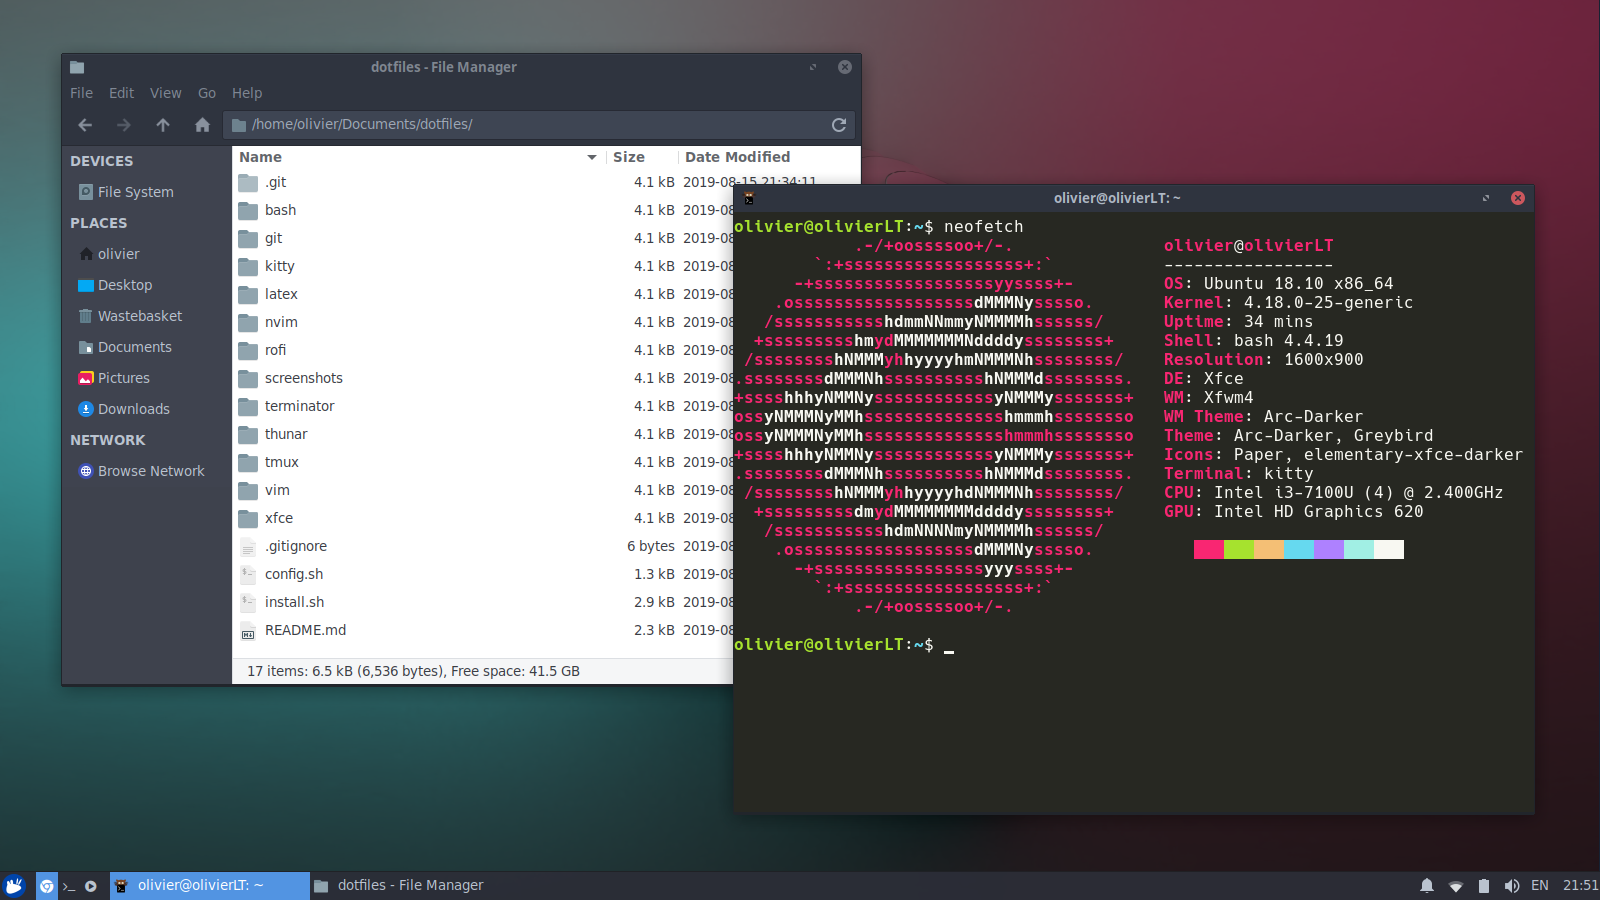 dotfiles - File Manager
File Edit View Go Help
/home/olivier/Documents/dotfiles/
DEVICES
File System
PLACES
olivier
Desktop
Wastebasket
Documents
Pictures
Downloads
NETWORK
Browse Network
Name Size Date Modified
.git 4.1 kB 2019-08-15 21:34:11
bash 4.1 kB 2019-08
git 4.1 kB 2019-08
kitty 4.1 kB 2019-08
latex 4.1 kB 2019-08
nvim 4.1 kB 2019-08
rofi 4.1 kB 2019-08
screenshots 4.1 kB 2019-08
terminator 4.1 kB 2019-08
thunar 4.1 kB 2019-08
tmux 4.1 kB 2019-08
vim 4.1 kB 2019-08
xfce 4.1 kB 2019-08
.gitignore 6 bytes 2019-08
config.sh 1.3 kB 2019-08
install.sh 2.9 kB 2019-08
README.md 2.3 kB 2019-08
17 items: 6.5 kB (6,536 bytes), Free space: 41.5 GB
olivier@olivierLT: ~
olivier@olivierLT:~$ neofetch
.-/+oossssoo+/-.
`:+ssssssssssssssssss+:`
-+ssssssssssssssssssyyssss+-
.ossssssssssssssssssdMMMNysssso.
/ssssssssssshdmmNNmmyNMMMMhssssss/
+ssssssssshmydMMMMMMMNddddyssssssss+
/sssssssshNMMMyhhyyyyhmNMMMNhssssssss/
.ssssssssdMMMNhsssssssssshNMMMdssssssss.
+sssshhhyNMMNyssssssssssssyNMMMysssssss+
ossyNMMMNyMMhsssssssssssssshmmmhssssssso
ossyNMMMNyMMhsssssssssssssshmmmhssssssso
+sssshhhyNMMNyssssssssssssyNMMMysssssss+
.ssssssssdMMMNhsssssssssshNMMMdssssssss.
/sssssssshNMMMyhhyyyyhdNMMMNhssssssss/
+sssssssssdmydMMMMMMMMddddyssssssss+
/ssssssssssshdmNNNNmyNMMMMhssssss/
.ossssssssssssssssssdMMMNysssso.
-+sssssssssssssssssyyyssss+-
`:+ssssssssssssssssss+:`
.-/+oossssoo+/-.
olivier@olivierLT
-----------------
OS: Ubuntu 18.10 x86_64
Kernel: 4.18.0-25-generic
Uptime: 34 mins
Shell: bash 4.4.19
Resolution: 1600x900
DE: Xfce
WM: Xfwm4
WM Theme: Arc-Darker
Theme: Arc-Darker, Greybird
Icons: Paper, elementary-xfce-darker
Terminal: kitty
CPU: Intel i3-7100U (4) @ 2.400GHz
GPU: Intel HD Graphics 620
olivier@olivierLT:~$ _
olivier@olivierLT: ~ dotfiles - File Manager EN 21:51